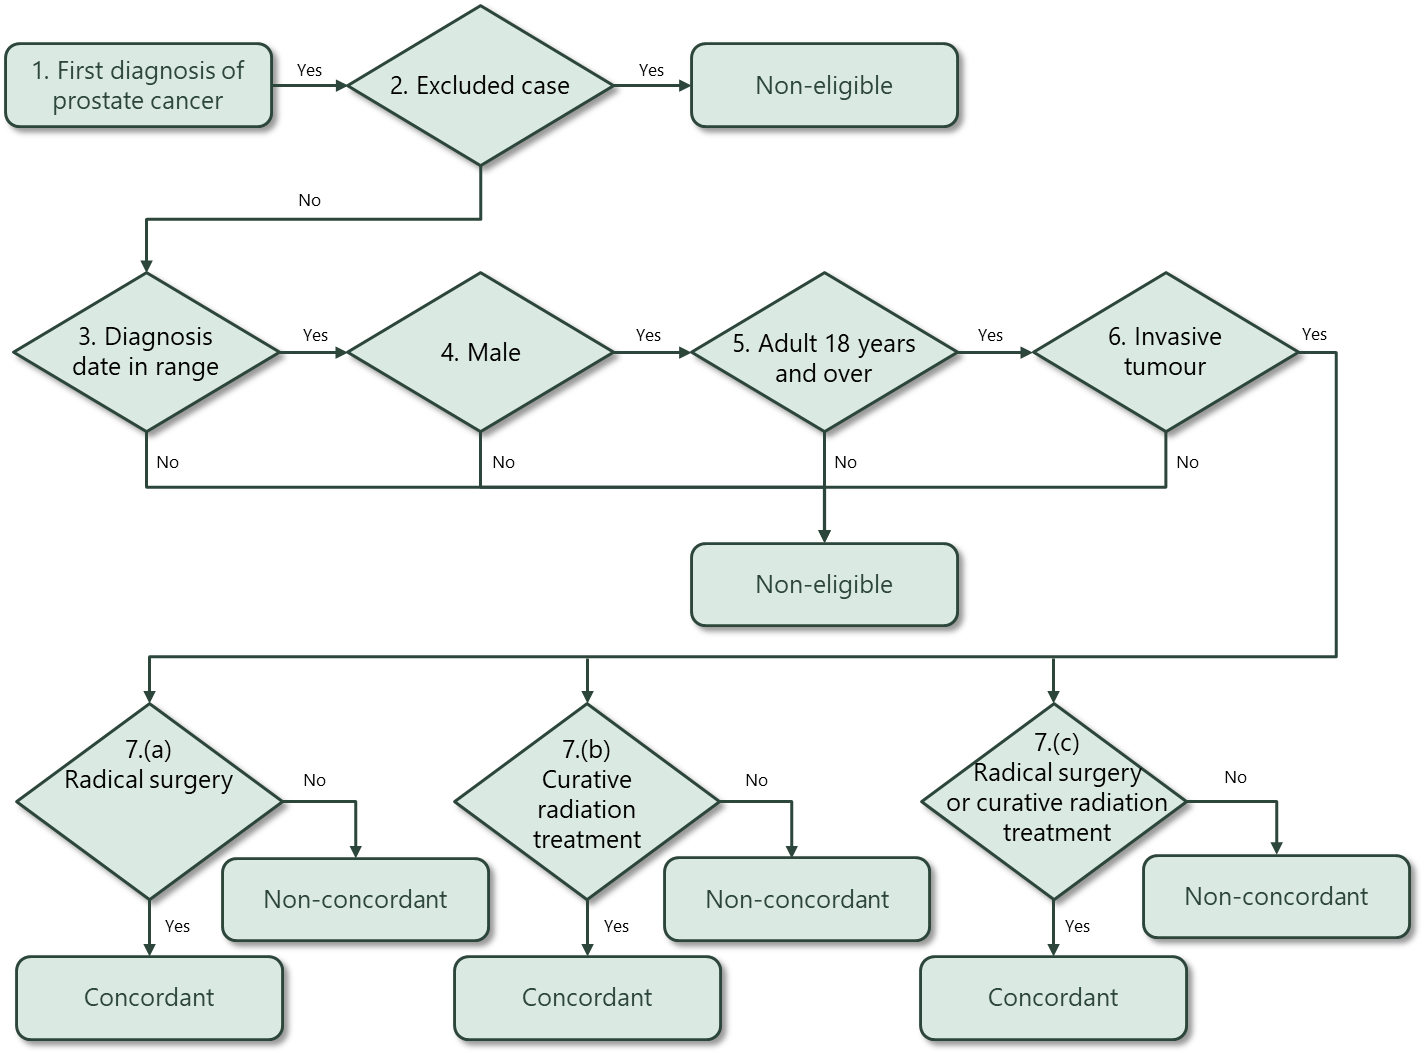 1. First diagnosis of
prostate cancer
Yes
2. Excluded case
Yes
Non-eligible
No
3. Diagnosis
date in range
Yes
4. Male
Yes
5. Adult 18 years
and over
Yes
6. Invasive
tumour
Yes
No
No
No
No
Non-eligible
7.(a)
Radical surgery
No
Non-concordant
Yes
Concordant
7.(b)
Curative
radiation
treatment
No
Non-concordant
Yes
Concordant
7.(c)
Radical surgery
or curative radiation
treatment
No
Non-concordant
Yes
Concordant